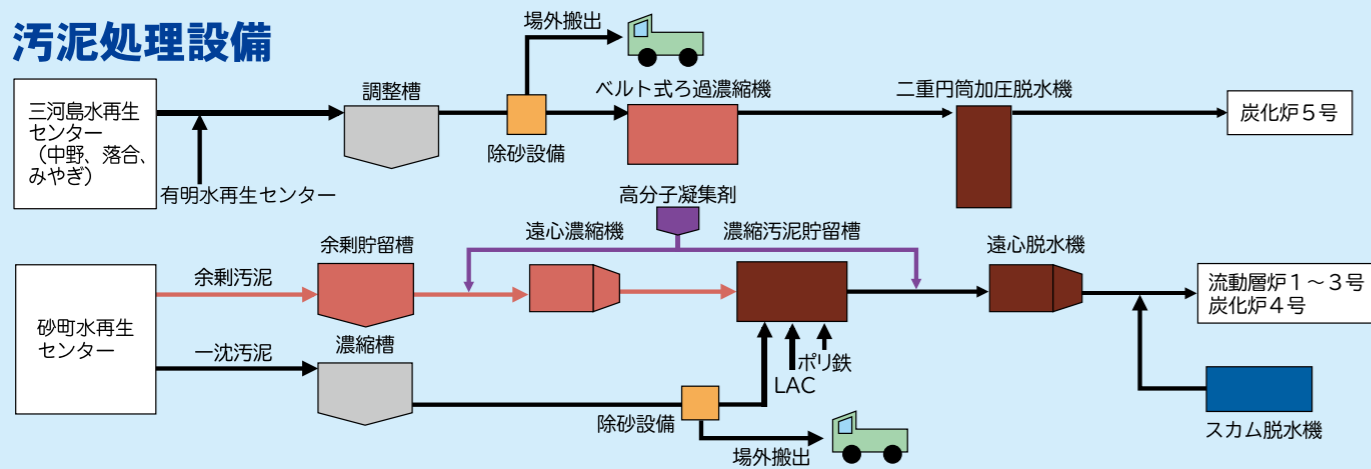 汚泥処理設備
場外搬出
三河島水再生
センター
（中野、落合、
みやぎ）
有明水再生センター
調整槽
除砂設備
ベルト式ろ過濃縮機
二重円筒加圧脱水機
炭化炉５号
高分子凝集剤
砂町水再生
センター
余剰汚泥
余剰貯留槽
遠心濃縮機
濃縮汚泥貯留槽
遠心脱水機
流動層炉１～３号
炭化炉４号
一沈汚泥
濃縮槽
除砂設備
場外搬出
LAC
ポリ鉄
スカム脱水機